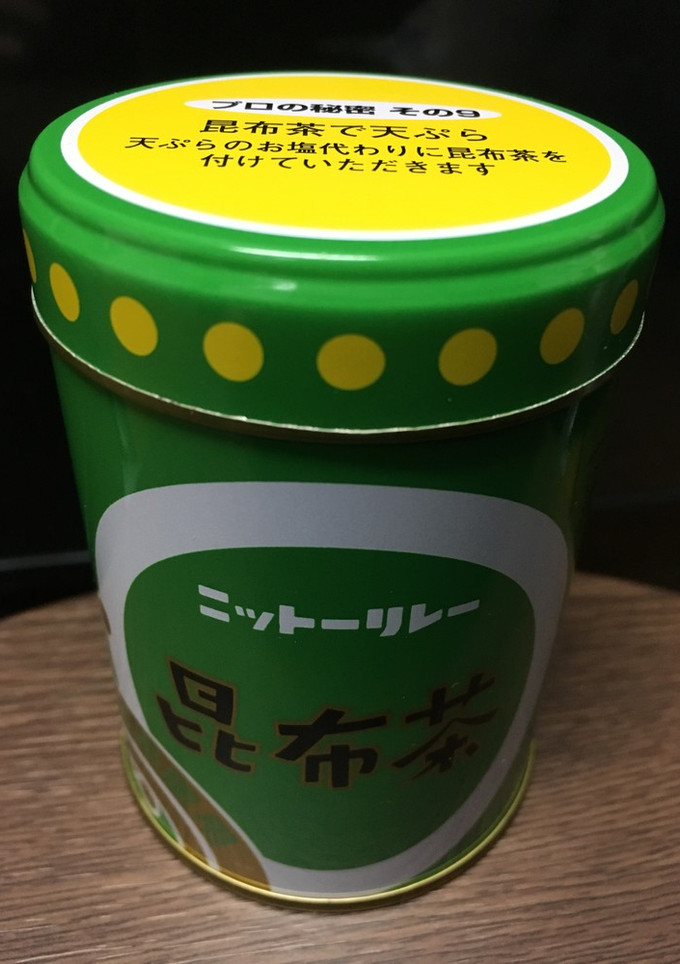 プロの秘密 その9
昆布茶で天ぷら
天ぷらのお塩代わりに昆布茶を
付けていただきます
ニットーリレー
昆布茶